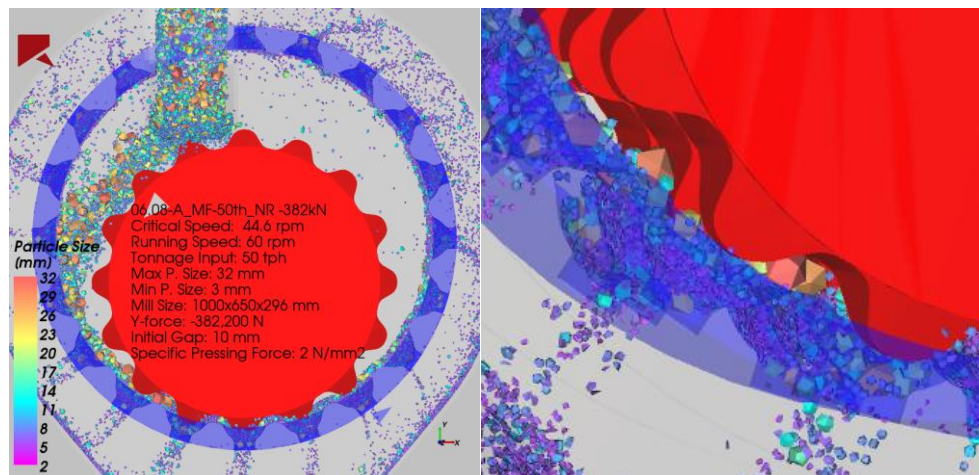 06.08-A_MF-50th_NR -382kN
Critical Speed: 44.6 rpm
Running Speed: 60 rpm
Tonnage Input: 50 tph
Max P. Size: 32 mm
Min P. Size: 3 mm
Mill Size: 1000x650x296 mm
Y-force: -382,200 N
Initial Gap: 10 mm
Specific Pressing Force: 2 N/mm2
Particle Size
(mm)
32
29
26
23
20
17
14
11
8
5
2
Y
X